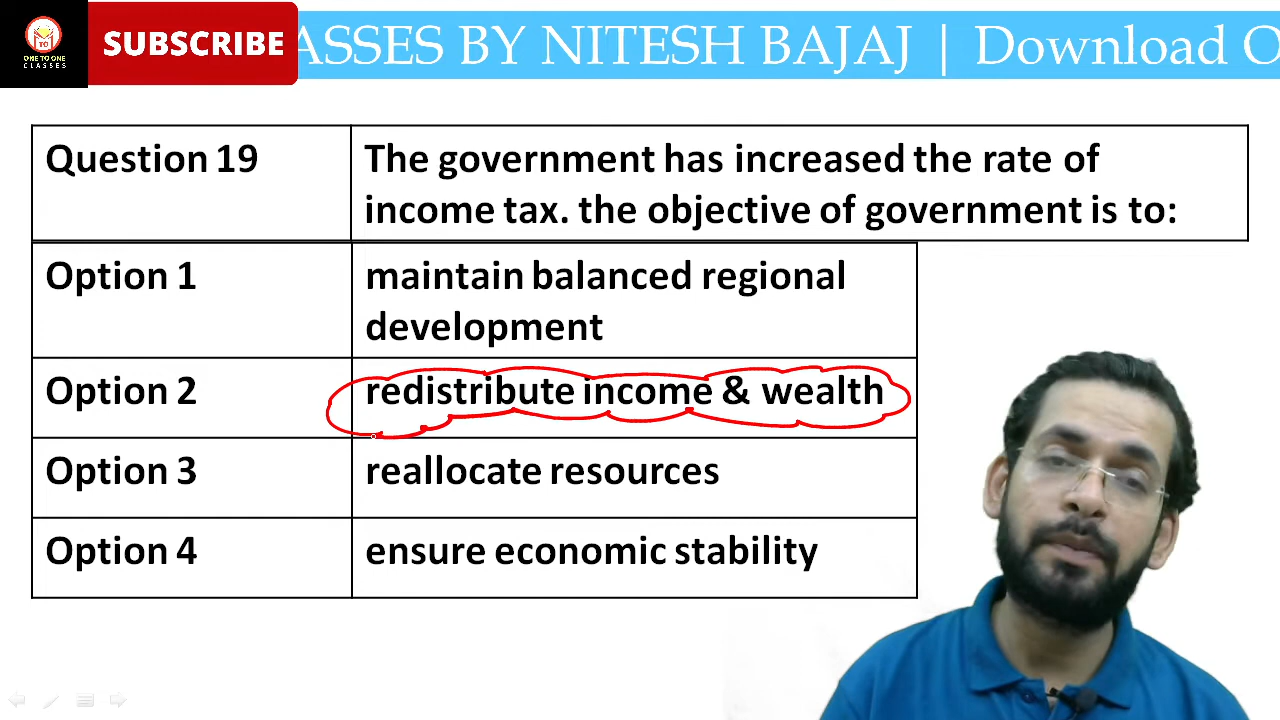 TO
ONE TO ONE
CLASSES
SUBSCRIBE
ASSES BY NITESH BAJAJ | Download O
Question 19
The government has increased the rate of
income tax. the objective of government is to:
Option 1
maintain balanced regional
development
Option 2
redistribute income & wealth
Option 3
reallocate resources
Option 4
ensure economic stability